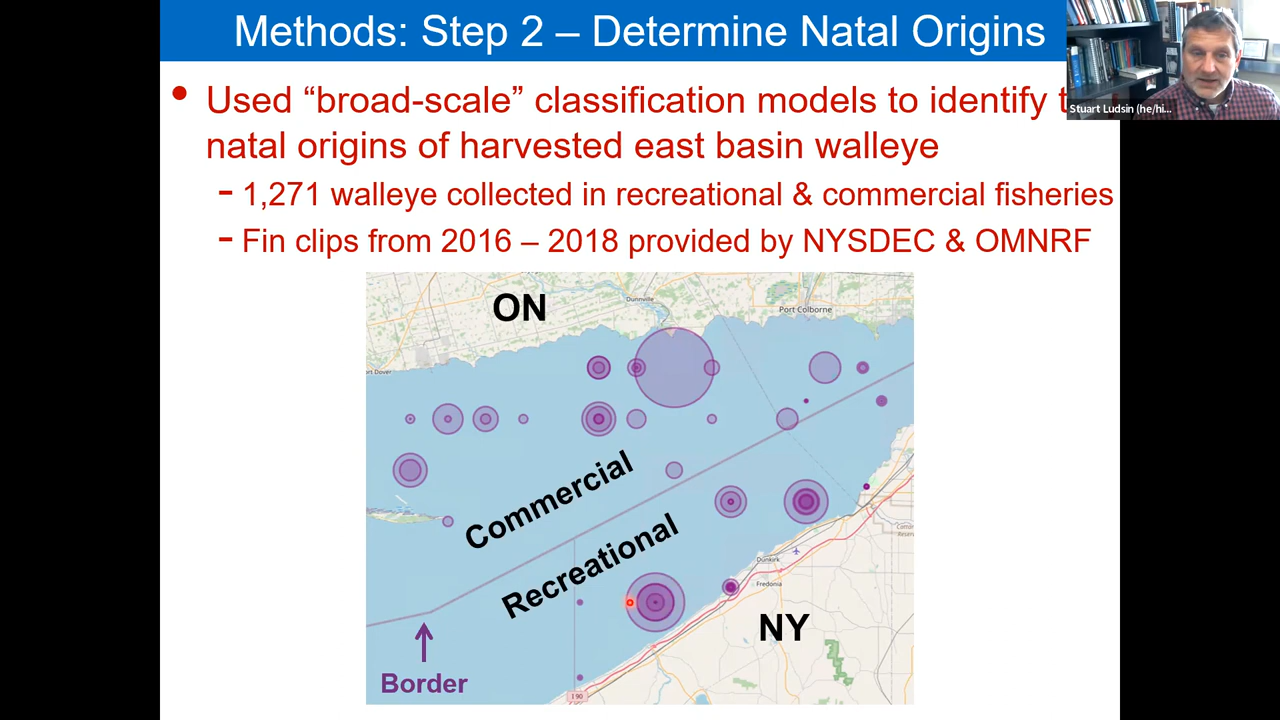 Methods: Step 2 – Determine Natal Origins
Stuart Ludsin (he/hi...
• Used “broad-scale” classification models to identify
natal origins of harvested east basin walleye
- 1,271 walleye collected in recreational & commercial fisheries
- Fin clips from 2016 – 2018 provided by NYSDEC & OMNRF
ON
Dunnville
Port Colborne
Dover
Commercial
Recreational
Dunkirk
Fredonia
NY
Border
I 90